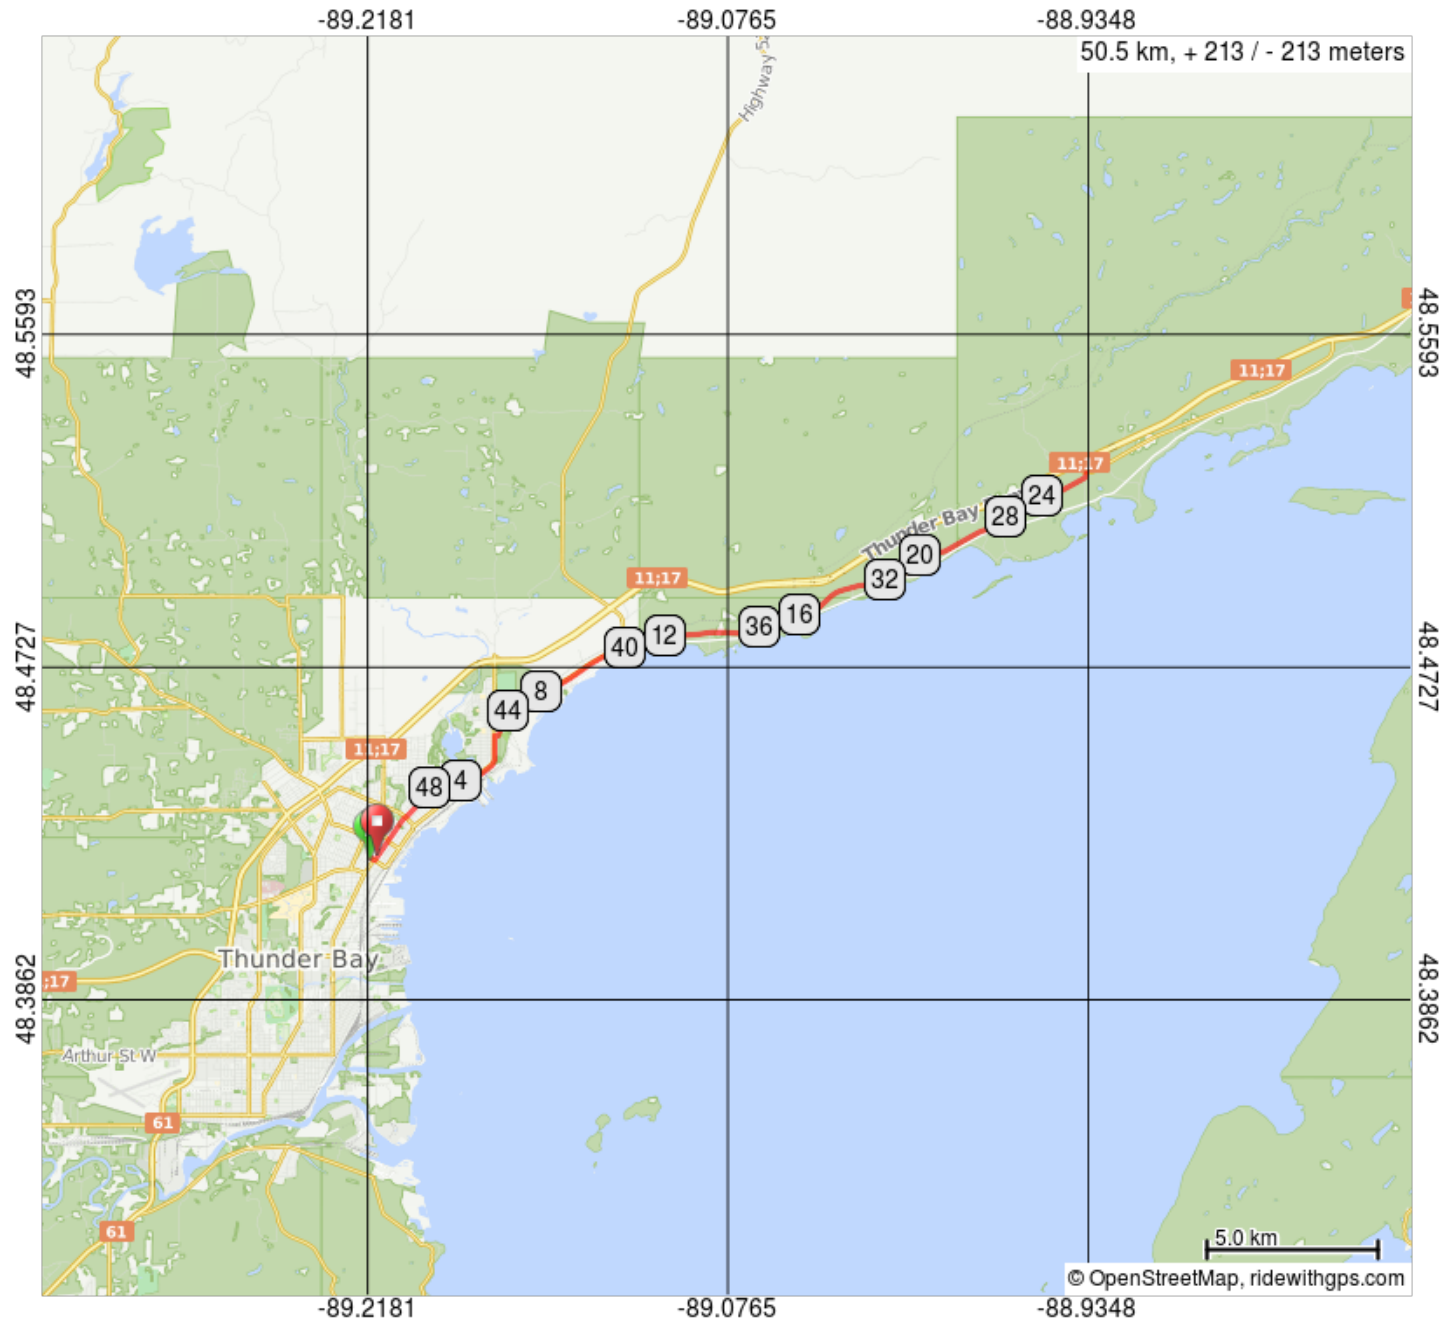 -89.2181 -89.0765 -88.9348
50.5 km, + 213 / - 213 meters
Highway
48.5593 48.5593
11;17
11;17
24
28
Thunder Bay
20
11;17
32
16
36
12
40
48.4727 48.4727
8
44
11;17
4
48
Thunder Bay
;17
48.3862 48.3862
Arthur St W
61
61
5.0 km
© OpenStreetMap, ridewithgps.com
-89.2181 -89.0765 -88.9348